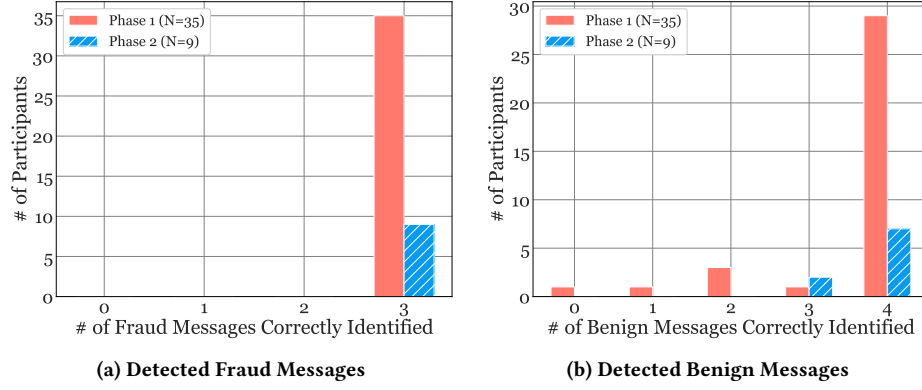 35
30
25
20
15
10
5
0
# of Participants
Phase 1 (N=35)
Phase 2 (N=9)
0 1 2 3
# of Fraud Messages Correctly Identified
(a) Detected Fraud Messages
30
25
20
15
10
5
0
# of Participants
Phase 1 (N=35)
Phase 2 (N=9)
0 1 2 3 4
# of Benign Messages Correctly Identified
(b) Detected Benign Messages